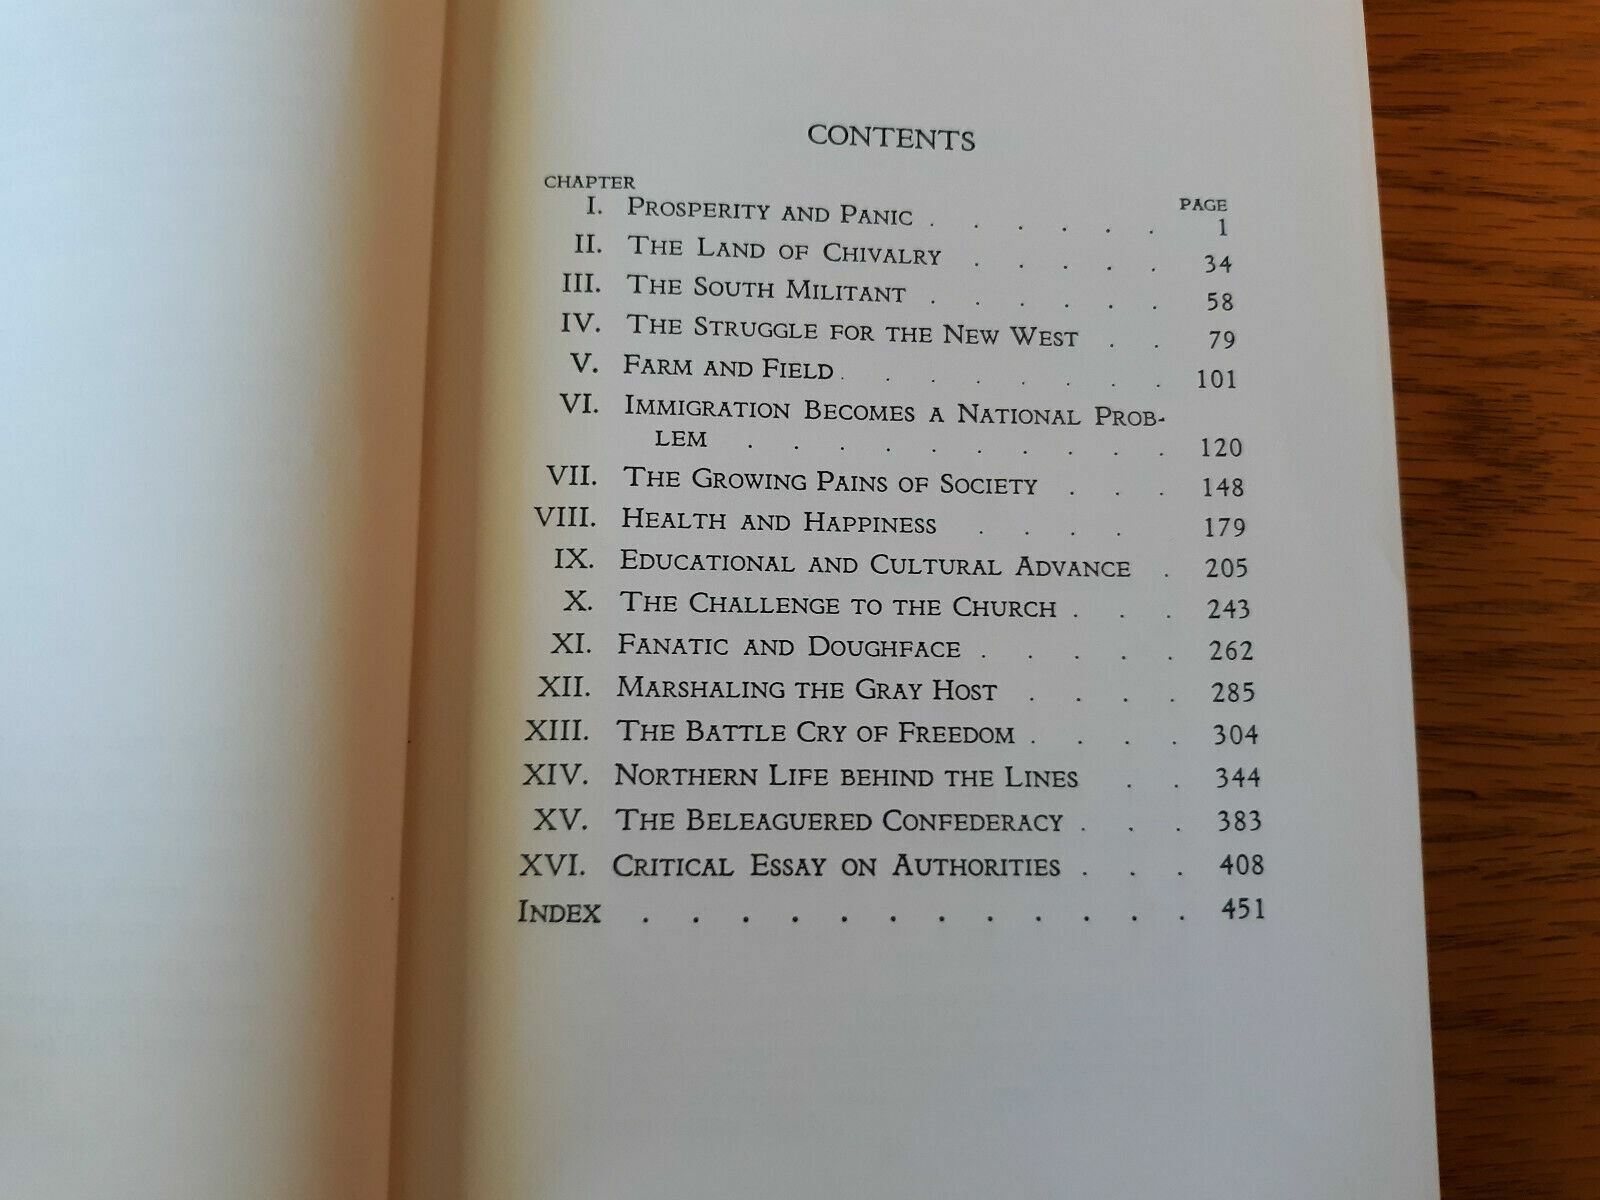 CONTENTS
CHAPTER PAGE
I. PROSPERITY AND PANIC . . . . . . 1
II. THE LAND OF CHIVALRY . . . . . 34
III. THE SOUTH MILITANT . . . . . . 58
IV. THE STRUGGLE FOR THE NEW WEST . . 79
V. FARM AND FIELD . . . . . . . . 101
VI. IMMIGRATION BECOMES A NATIONAL PROB-
LEM . . . . . . . . . . 120
VII. THE GROWING PAINS OF SOCIETY . . . 148
VIII. HEALTH AND HAPPINESS . . . . 179
IX. EDUCATIONAL AND CULTURAL ADVANCE . 205
X. THE CHALLENGE TO THE CHURCH . . . 243
XI. FANATIC AND DOUGHFACE . . . . . 262
XII. MARSHALING THE GRAY HOST . . . . 285
XIII. THE BATTLE CRY OF FREEDOM . . . . 304
XIV. NORTHERN LIFE BEHIND THE LINES . . 344
XV. THE BELEAGUERED CONFEDERACY . . . 383
XVI. CRITICAL ESSAY ON AUTHORITIES . . . 408
INDEX . . . . . . . . . . . . 451